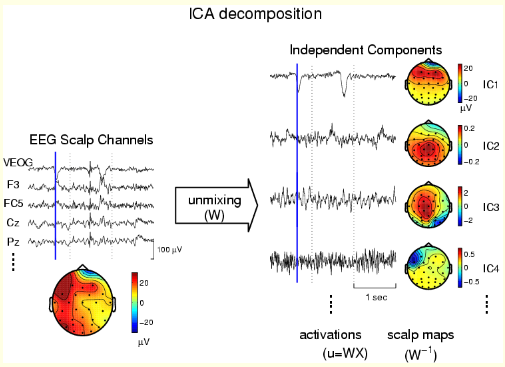 ICA decomposition
Independent Components
EEG Scalp Channels
VEOG
F3
FC5
Cz
Pz
100 µV
20
0
-20
µV
unmixing
(W)
20
0
-20
µV
IC1
0.2
0
-0.2
IC2
2
0
-2
IC3
0.5
0
-0.5
IC4
1 sec
activations
(u=WX)
scalp maps
(W⁻¹)